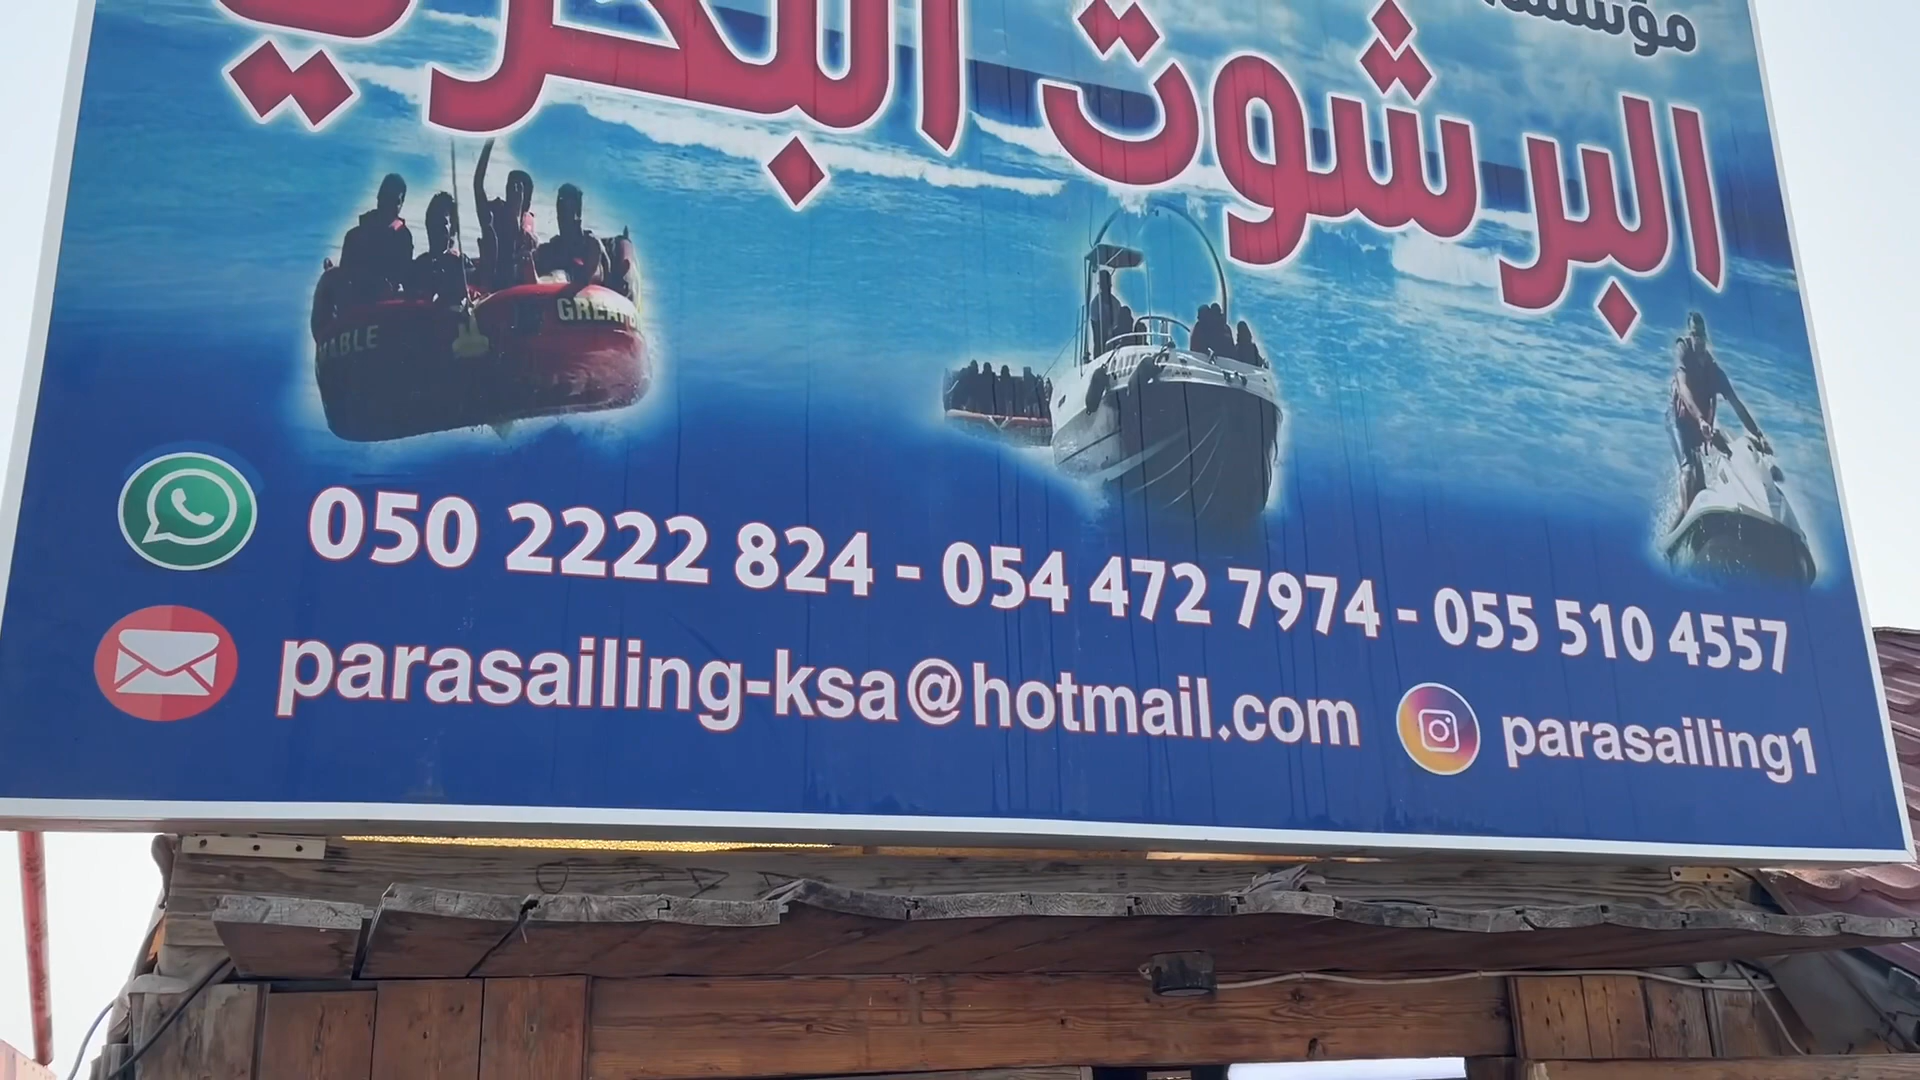 مؤسسة
البرشوت البحري
050 2222 824 - 054 472 7974 - 055 510 4557
parasailing-ksa@hotmail.com
parasailing1